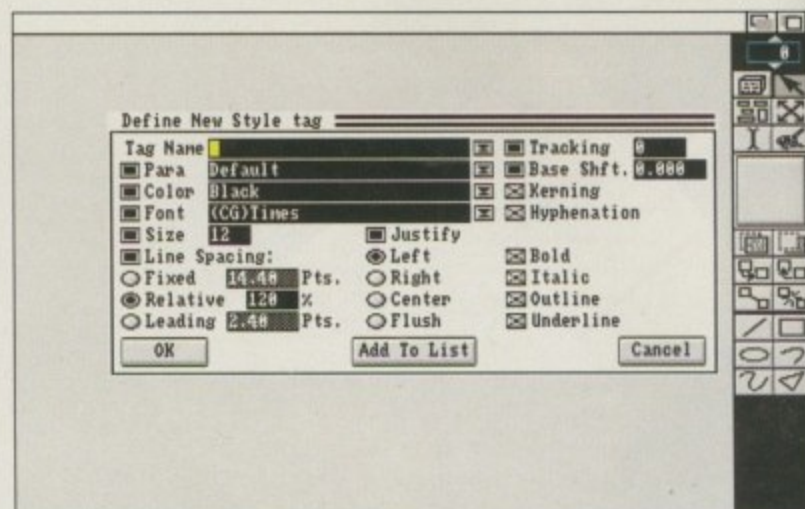 0
Define New Style tag
Tag Name Tracking 0
Para Default Base Shft. 0.000
Color Black Kerning
Font (CG)Times Hyphenation
Size 12 Justify
Line Spacing: Left Bold
Fixed 14.40 Pts. Right Italic
Relative 120 % Center Outline
Leading 2.40 Pts. Flush Underline
OK Add To List Cancel